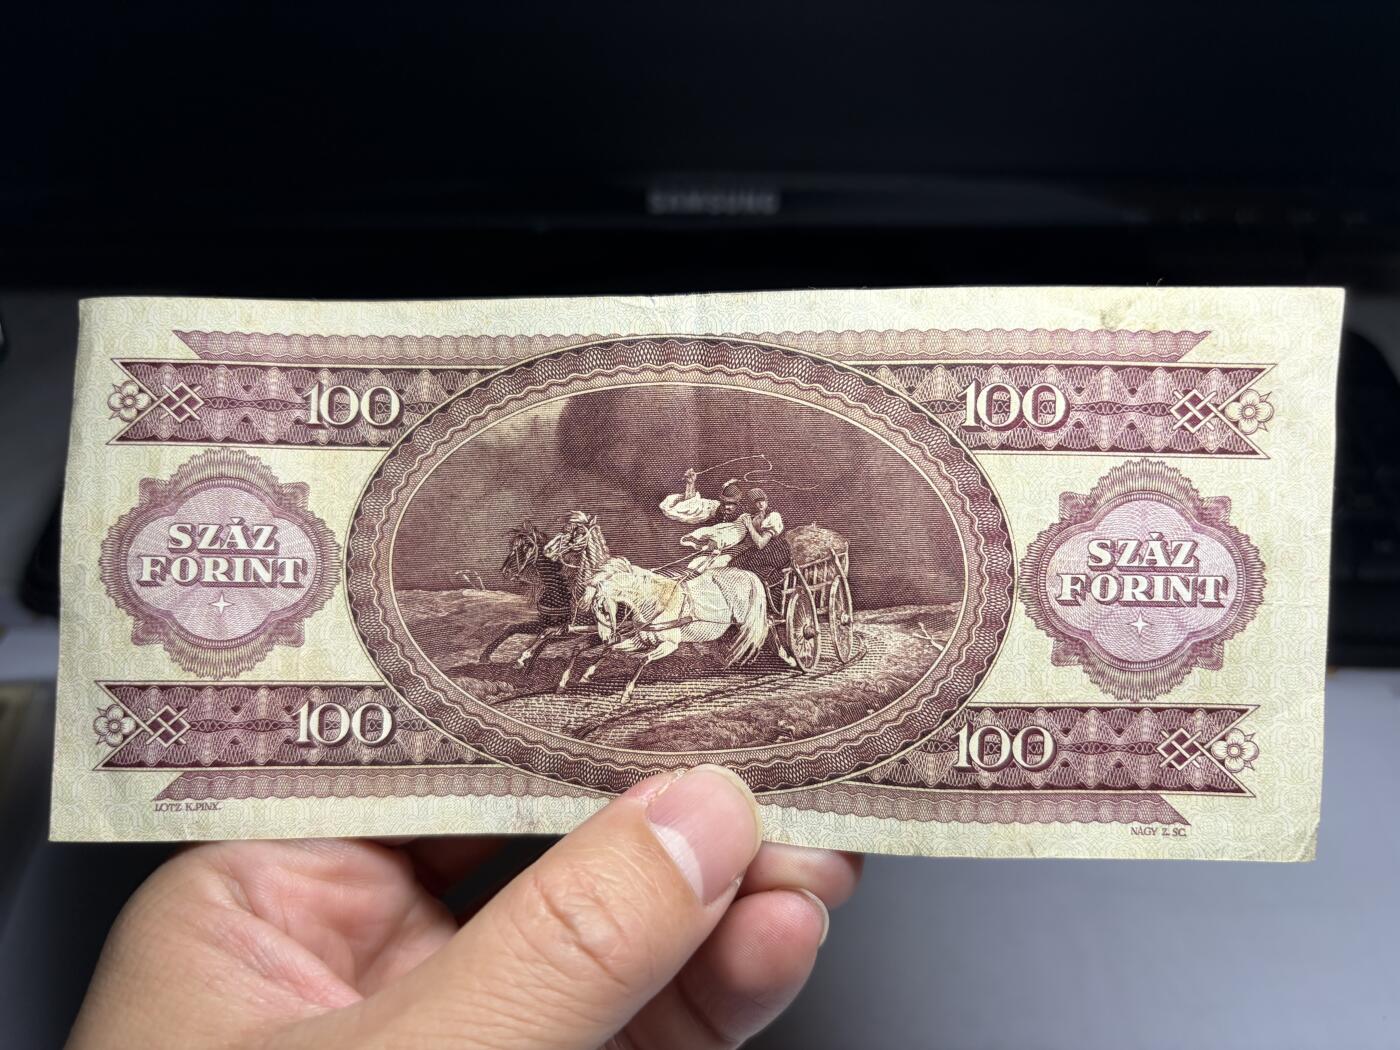 SAMSUNG
100
100
SZÁZ
FORINT
SZÁZ
FORINT
100
100
LOTZ K.PINX.
NAGY Z. SC.